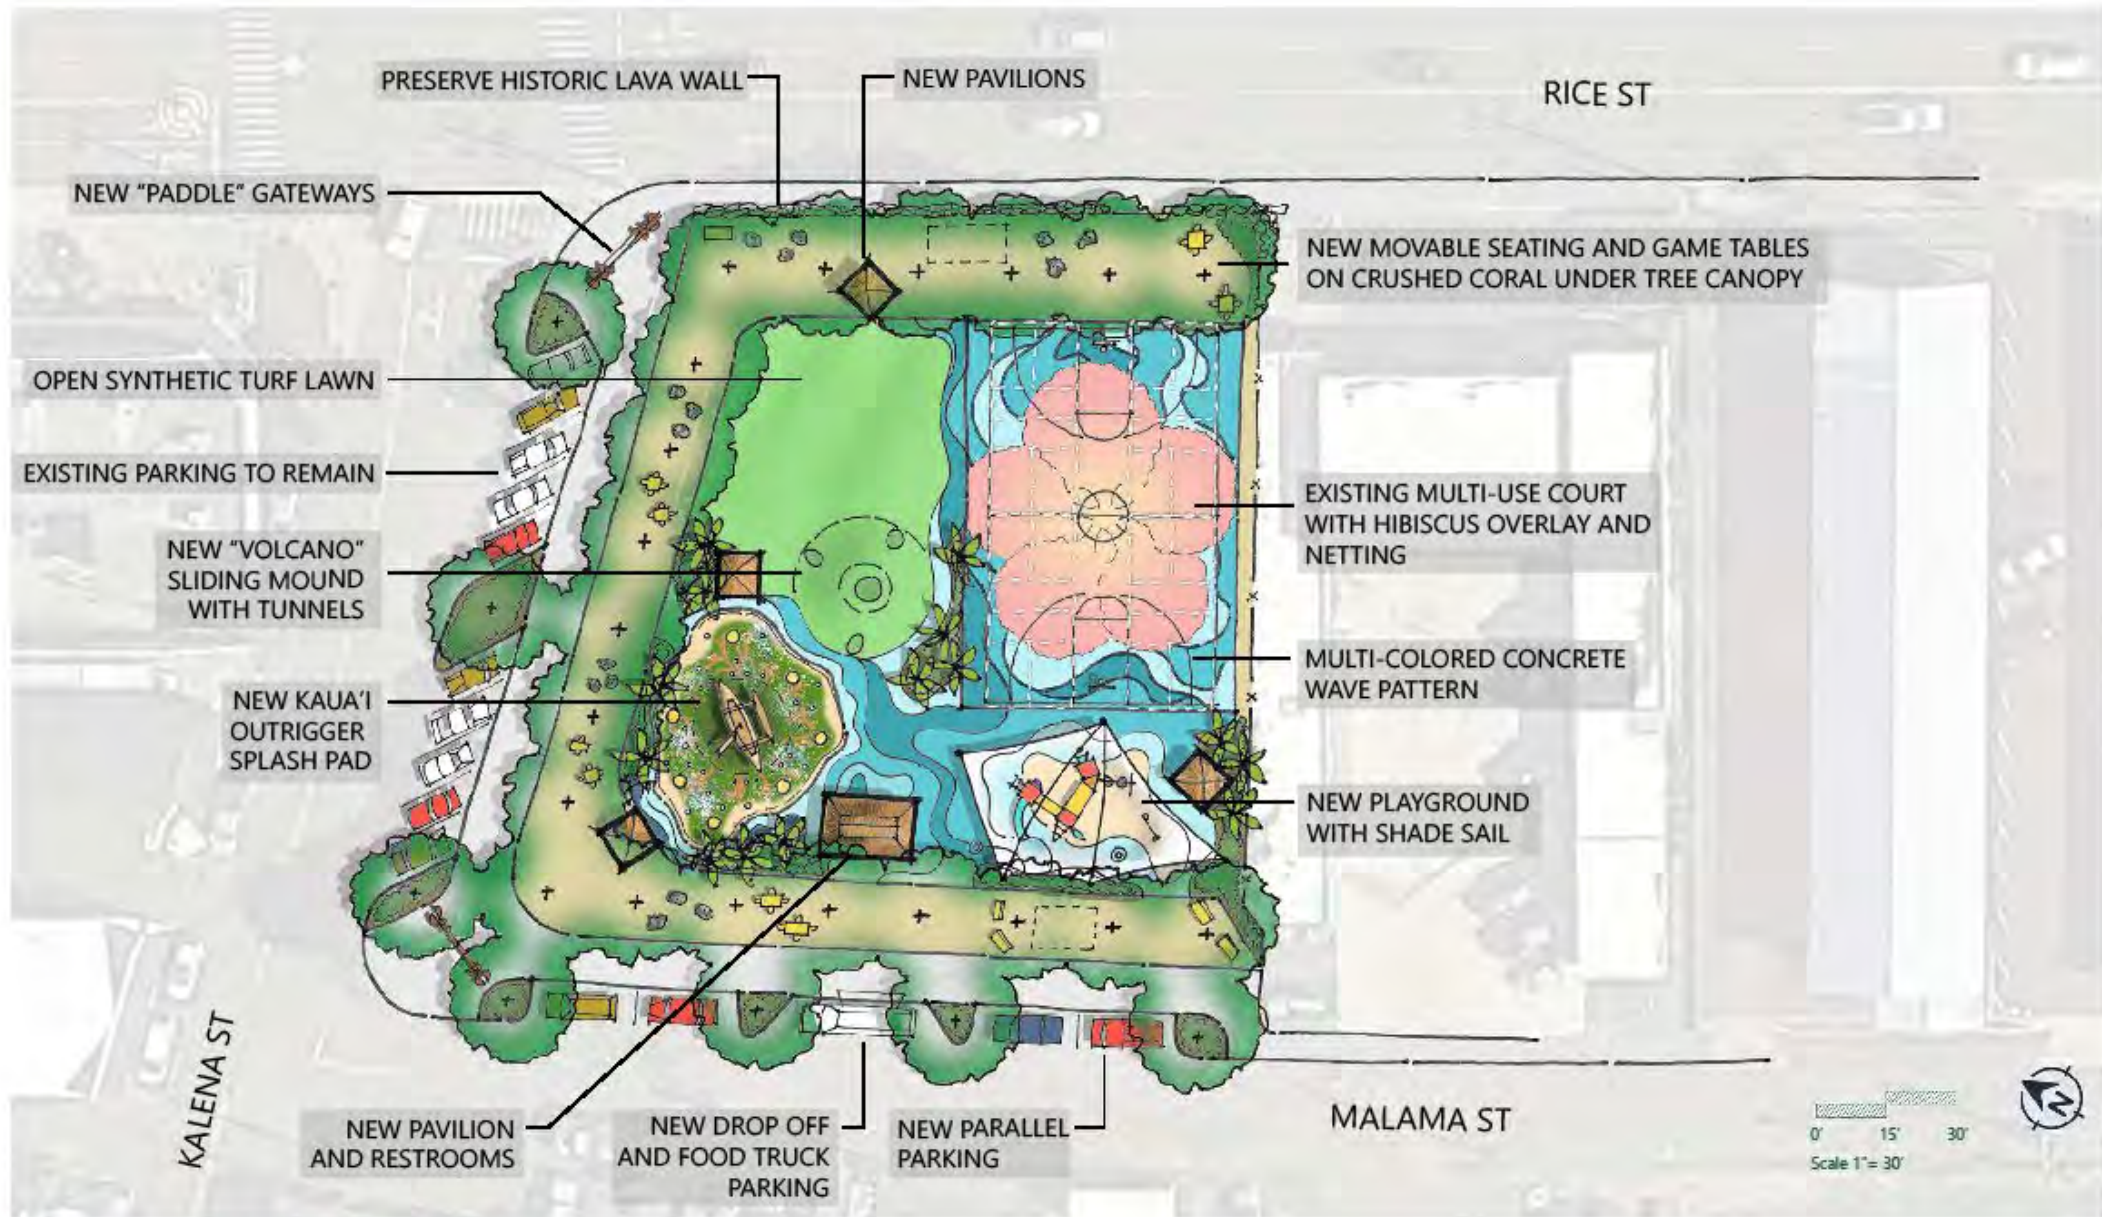 PRESERVE HISTORIC LAVA WALL
NEW PAVILIONS
RICE ST
NEW "PADDLE" GATEWAYS
NEW MOVABLE SEATING AND GAME TABLES
ON CRUSHED CORAL UNDER TREE CANOPY
OPEN SYNTHETIC TURF LAWN
EXISTING PARKING TO REMAIN
EXISTING MULTI-USE COURT
WITH HIBISCUS OVERLAY AND
NETTING
NEW "VOLCANO"
SLIDING MOUND
WITH TUNNELS
MULTI-COLORED CONCRETE
WAVE PATTERN
NEW KAUA'I
OUTRIGGER
SPLASH PAD
NEW PLAYGROUND
WITH SHADE SAIL
KALENA ST
NEW PAVILION
AND RESTROOMS
NEW DROP OFF
AND FOOD TRUCK
PARKING
NEW PARALLEL
PARKING
MALAMA ST
0' 15' 30'
Scale 1"= 30'
N